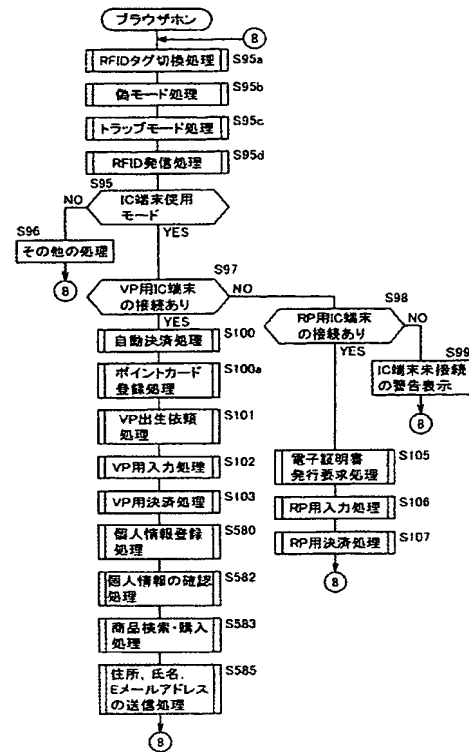 ブラウザホン
8
RFIDタグ切換処理
S95a
偽モード処理
S95b
トラップモード処理
S95c
RFID発信処理
S95d
S95
IC端末使用
モード
NO
YES
S96
その他の処理
8
S97
VP用IC端末
の接続あり
NO
YES
S98
RP用IC端末
の接続あり
NO
YES
S99
IC端末未接続
の警告表示
8
自動決済処理
S100
ポイントカード
登録処理
S100a
VP出生依頼
処理
S101
VP用入力処理
S102
VP用決済処理
S103
個人情報登録
処理
S580
個人情報の確認
処理
S582
商品検索・購入
処理
S583
住所、氏名、
Eメールアドレス
の送信処理
S585
8
電子証明書
発行要求処理
S105
RP用入力処理
S106
RP用決済処理
S107
8